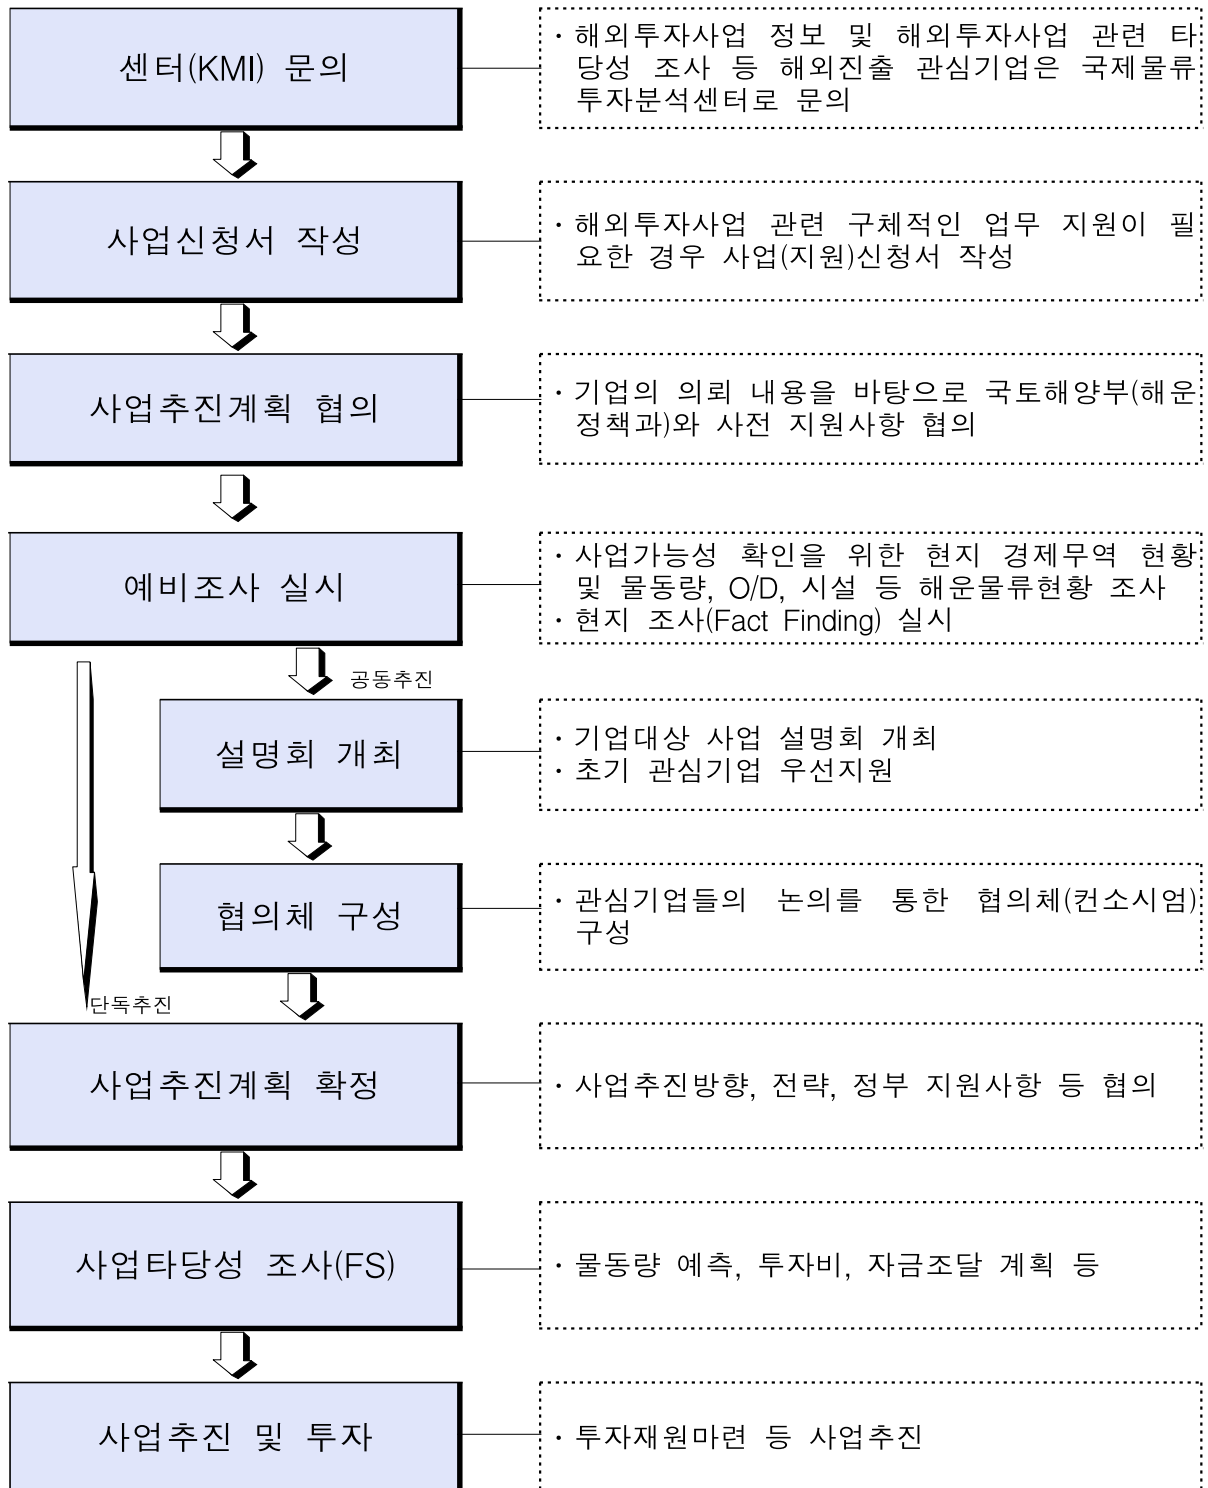 센터(KMI) 문의
· 해외투자사업 정보 및 해외투자사업 관련 타
당성 조사 등 해외진출 관심기업은 국제물류
투자분석센터로 문의
사업신청서 작성
· 해외투자사업 관련 구체적인 업무 지원이 필
요한 경우 사업(지원)신청서 작성
사업추진계획 협의
· 기업의 의뢰 내용을 바탕으로 국토해양부(해운
정책과)와 사전 지원사항 협의
예비조사 실시
· 사업가능성 확인을 위한 현지 경제무역 현황
및 물동량, O/D, 시설 등 해운물류현황 조사
· 현지 조사(Fact Finding) 실시
공동추진
설명회 개최
· 기업대상 사업 설명회 개최
· 초기 관심기업 우선지원
협의체 구성
· 관심기업들의 논의를 통한 협의체(컨소시엄)
구성
단독추진
사업추진계획 확정
· 사업추진방향, 전략, 정부 지원사항 등 협의
사업타당성 조사(FS)
· 물동량 예측, 투자비, 자금조달 계획 등
사업추진 및 투자
· 투자재원마련 등 사업추진